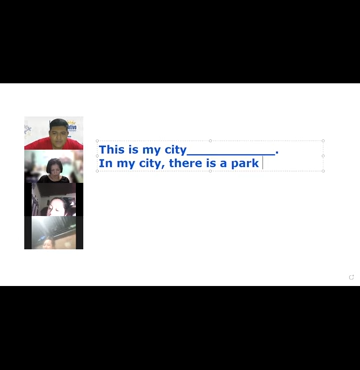 This is my city____________.
In my city, there is a park